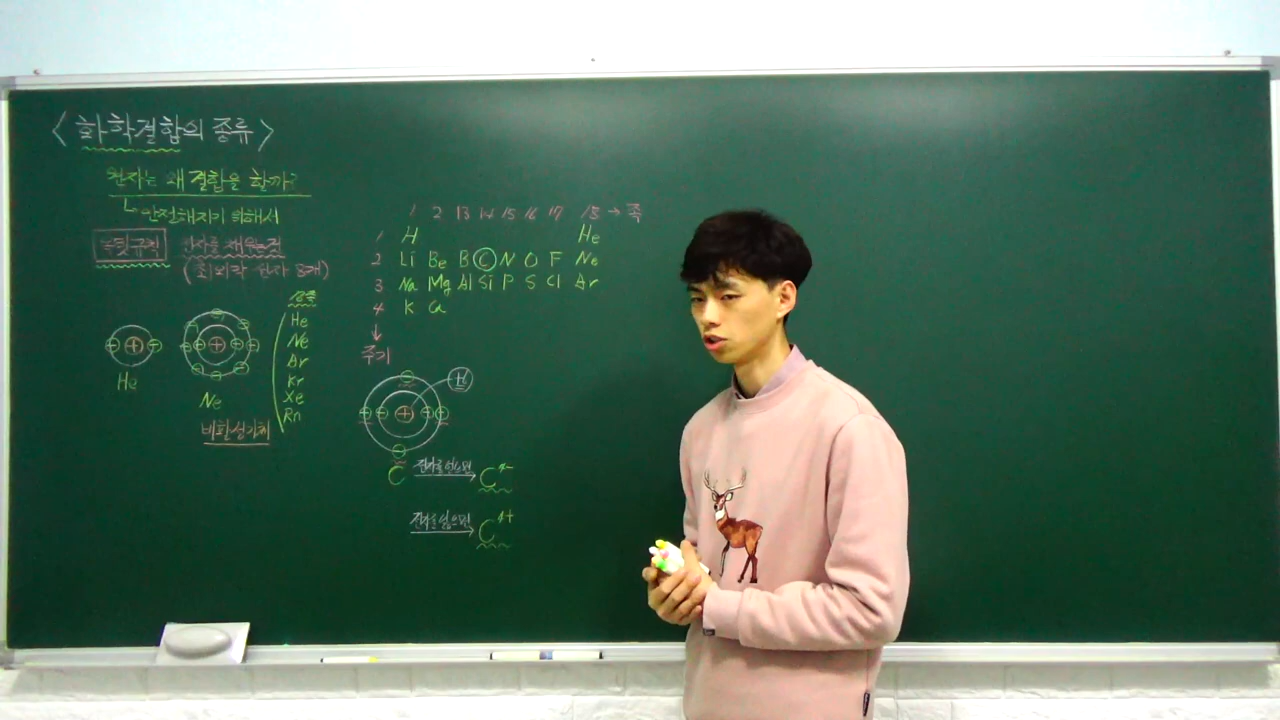 〈화학결합의 종류〉
원자는 왜 결합을 할까?
안전해지기 위해서
옥텟규칙 전자를 채우는것
(최외각 전자 8개)
He
Ne
비활성기체
18족
He
Ne
Ar
Kr
Xe
Rn
1 2 13 14 15 16 17 18 → 족
1 H He
2 Li Be B C N O F Ne
3 Na Mg Al Si P S Cl Ar
4 K Ca
↓
주기
C 전자를 얻으면 → C⁴⁻
전자를 잃으면 → C⁴⁺